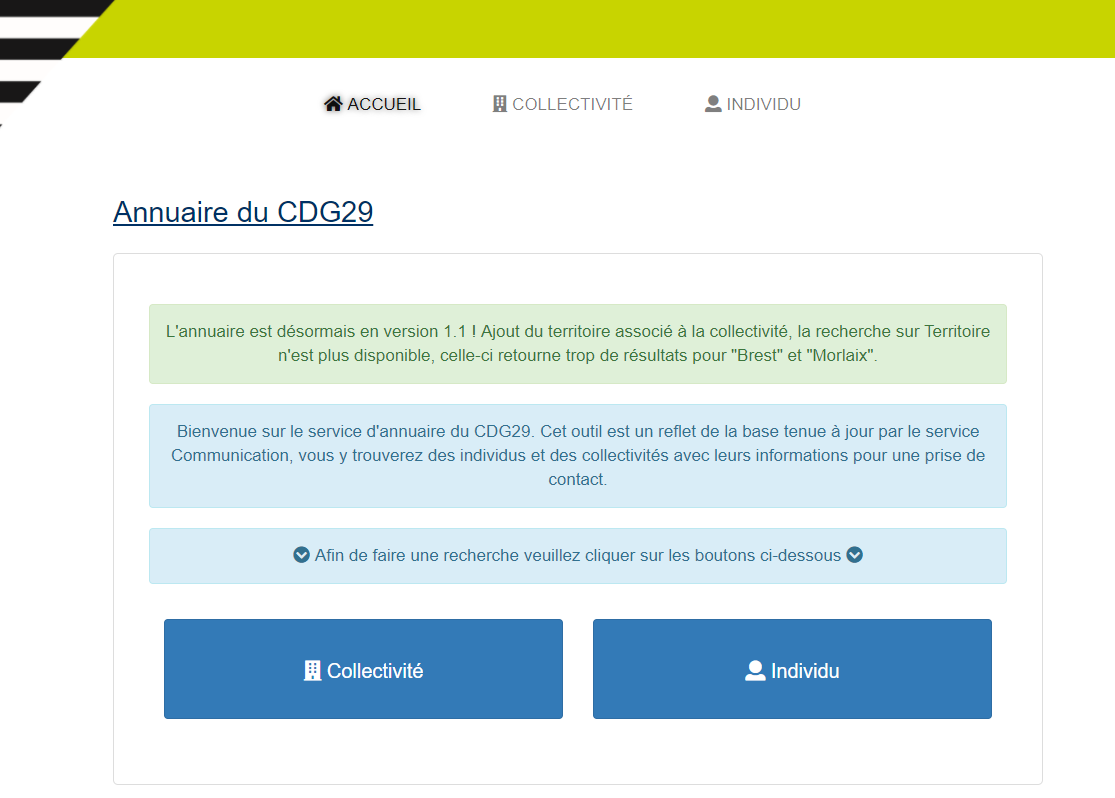 ACCUEIL COLLECTIVITÉ INDIVIDU
Annuaire du CDG29
L'annuaire est désormais en version 1.1 ! Ajout du territoire associé à la collectivité, la recherche sur Territoire
n'est plus disponible, celle-ci retourne trop de résultats pour "Brest" et "Morlaix".
Bienvenue sur le service d'annuaire du CDG29. Cet outil est un reflet de la base tenue à jour par le service
Communication, vous y trouverez des individus et des collectivités avec leurs informations pour une prise de
contact.
Afin de faire une recherche veuillez cliquer sur les boutons ci-dessous
Collectivité Individu